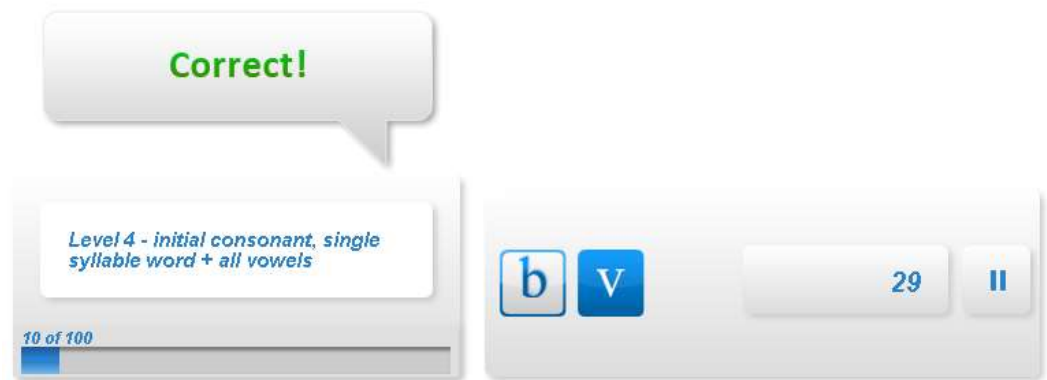 Correct!
Level 4 - initial consonant, single
syllable word + all vowels
10 of 100
b v
29